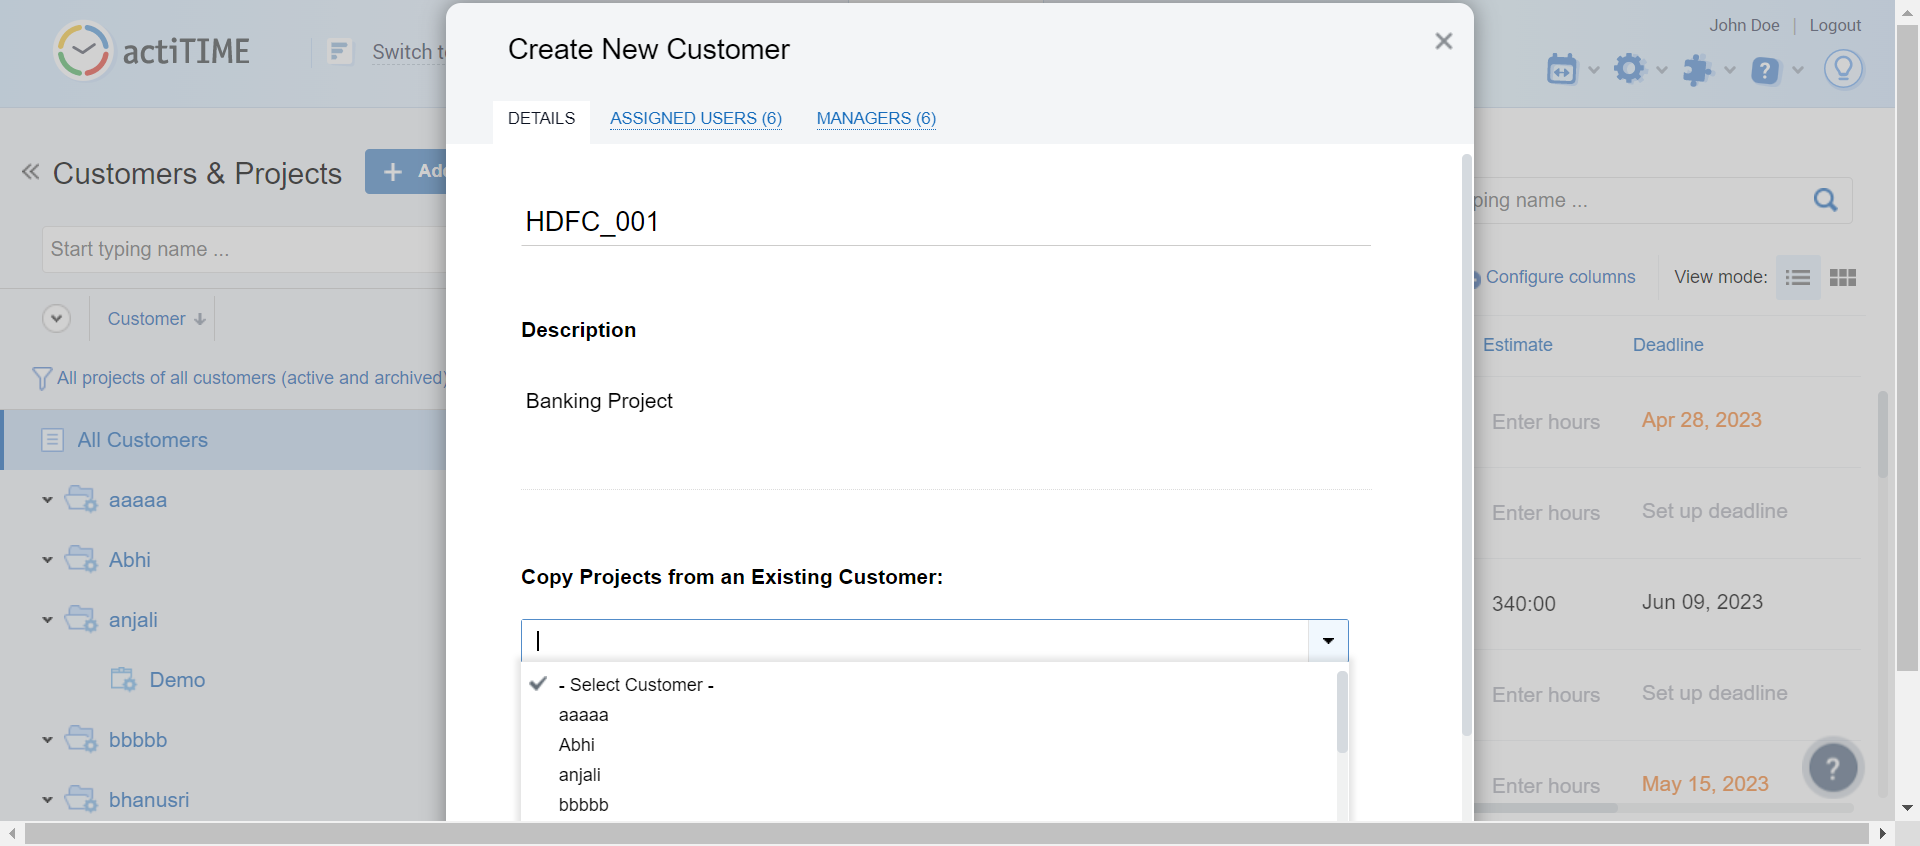 actiTIME
Switch t
Create New Customer
John Doe | Logout
DETAILS
ASSIGNED USERS (6)
MANAGERS (6)
Customers & Projects
+ Add
HDFC_001
ping name ...
Start typing name ...
Configure columns
View mode:
Customer
Description
Estimate
Deadline
All projects of all customers (active and archived)
Banking Project
Enter hours
Apr 28, 2023
All Customers
aaaaa
Enter hours
Set up deadline
Abhi
Copy Projects from an Existing Customer:
340:00
Jun 09, 2023
anjali
- Select Customer -
Demo
Enter hours
Set up deadline
aaaaa
Abhi
bbbbb
anjali
Enter hours
May 15, 2023
?
bhanusri
bbbbb